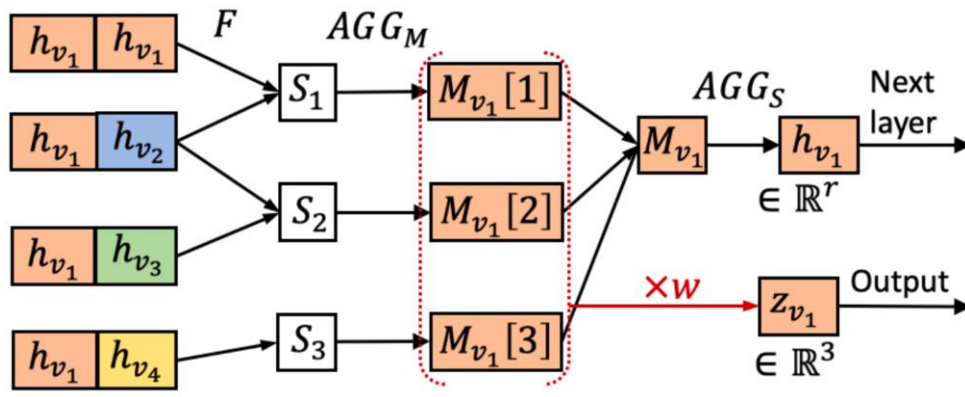 h_{v_1} h_{v_1} F AGG_M
S_1 M_{v_1}[1] AGG_S Next layer
h_{v_1} h_{v_2} M_{v_1} h_{v_1}
S_2 M_{v_1}[2] ∈ ℝ^r
h_{v_1} h_{v_3}
×w z_{v_1} Output
h_{v_1} h_{v_4} S_3 M_{v_1}[3] ∈ ℝ^3